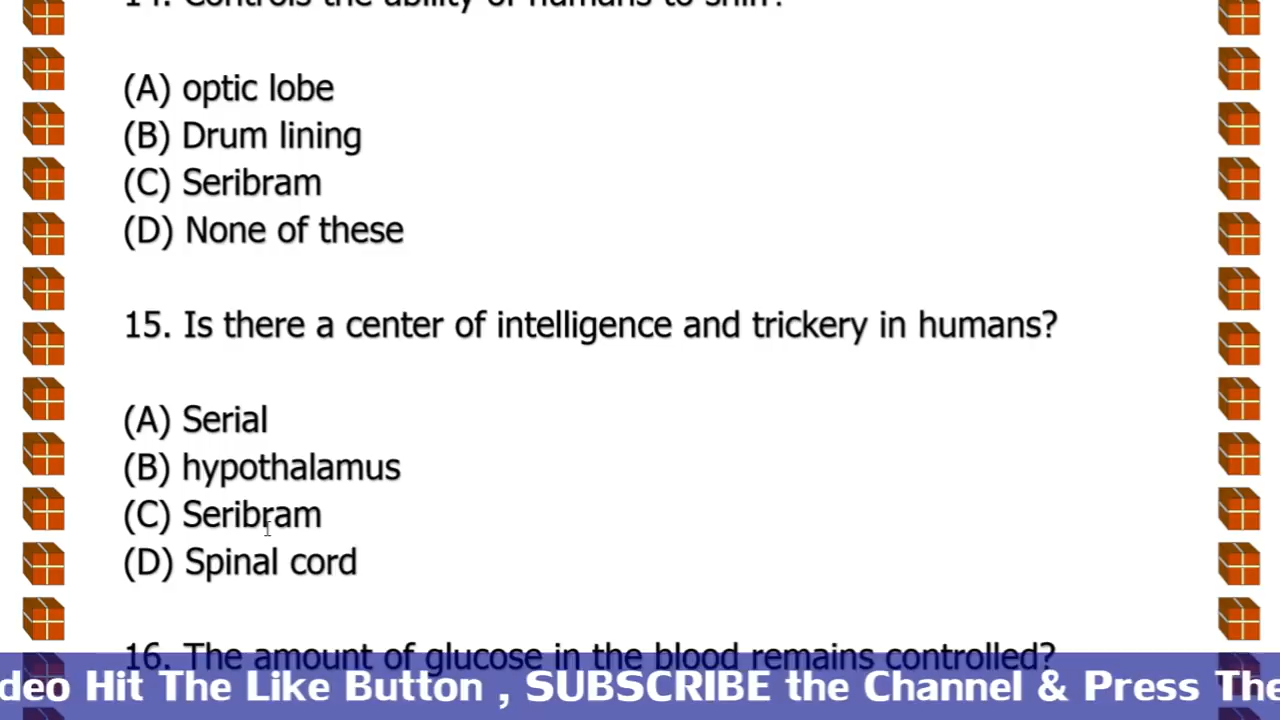 14. Controls the ability of humans to shin?
(A) optic lobe
(B) Drum lining
(C) Seribram
(D) None of these
15. Is there a center of intelligence and trickery in humans?
(A) Serial
(B) hypothalamus
(C) Seribram
(D) Spinal cord
16. The amount of glucose in the blood remains controlled?
deo Hit The Like Button , SUBSCRIBE the Channel & Press The